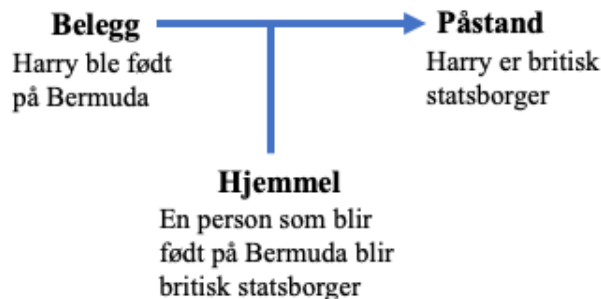 Belegg
Harry ble født
på Bermuda
Påstand
Harry er britisk
statsborger
Hjemmel
En person som blir
født på Bermuda blir
britisk statsborger